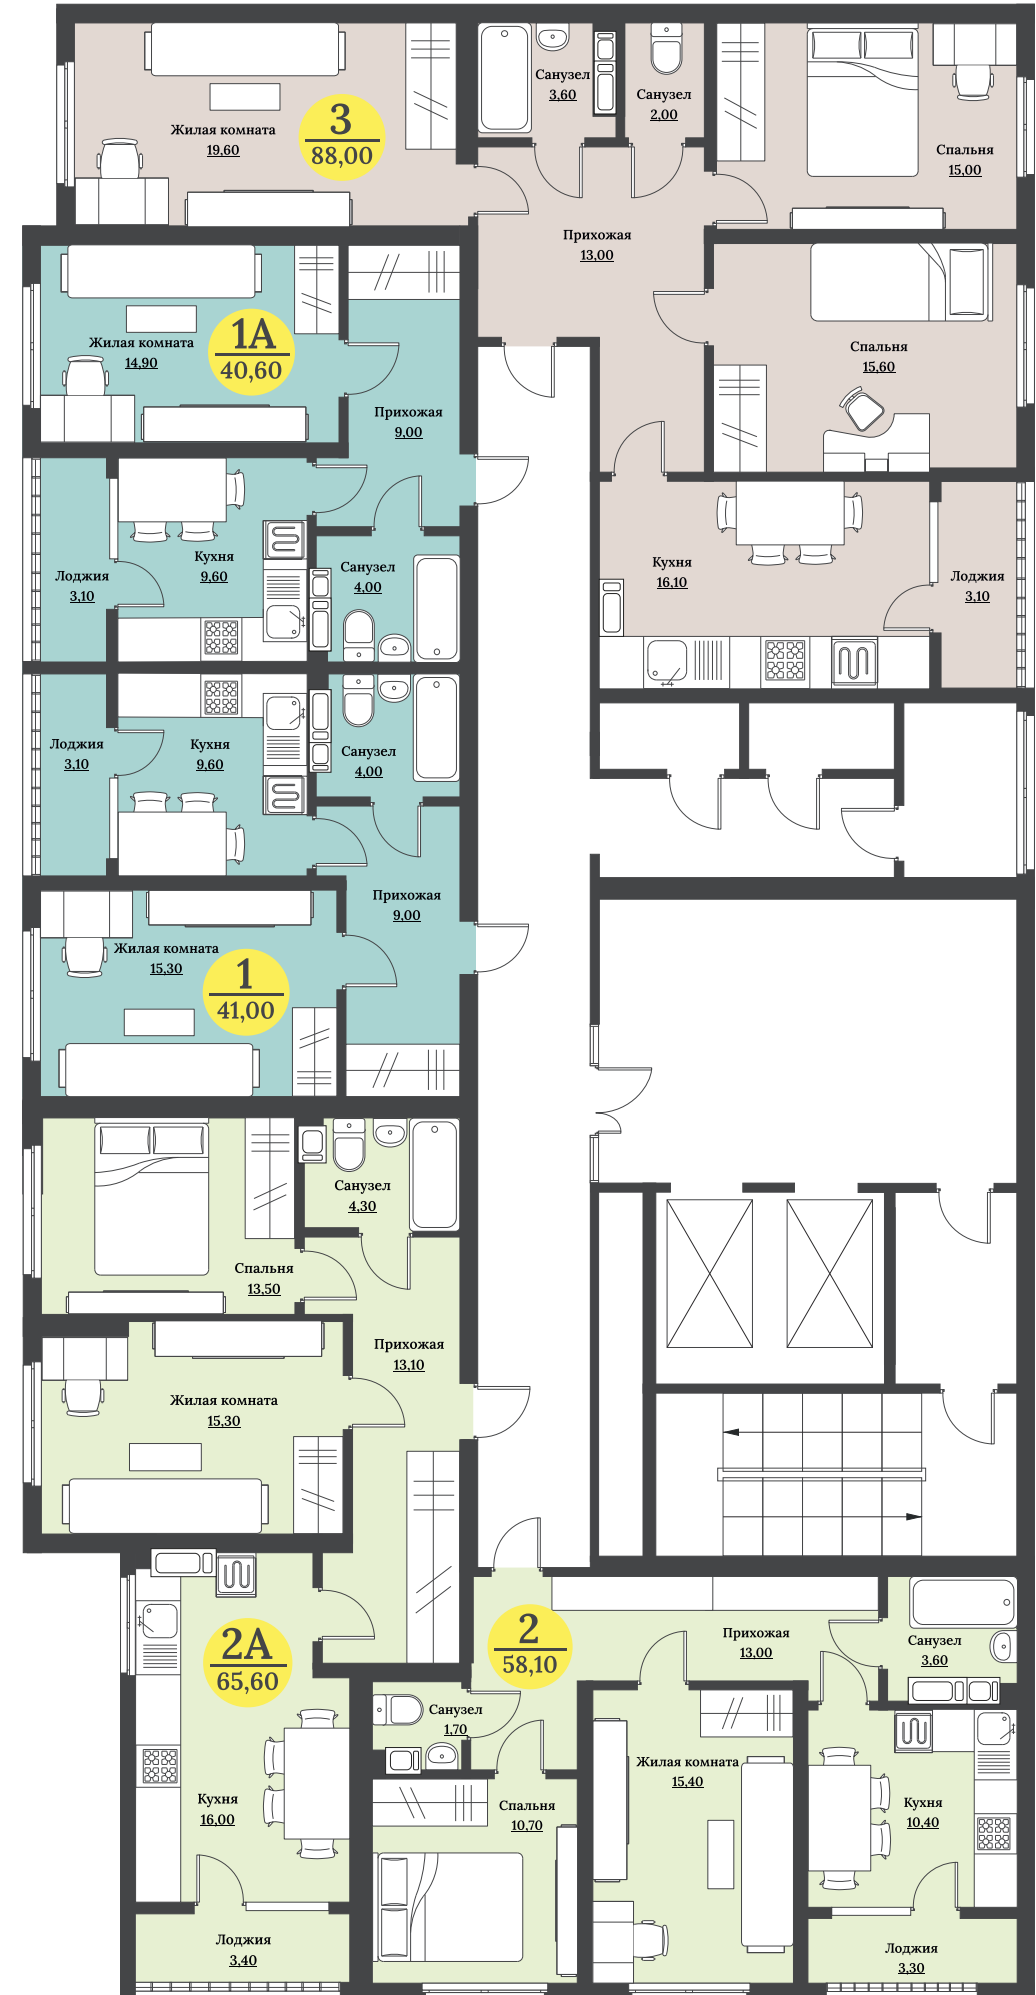 Жилая комната
19,60
3
88,00
Санузел
3,60
Санузел
2,00
Спальня
15,00
Прихожая
13,00
Спальня
15,60
Кухня
16,10
Лоджия
3,10
Жилая комната
14,90
1А
40,60
Прихожая
9,00
Кухня
9,60
Лоджия
3,10
Санузел
4,00
Лоджия
3,10
Кухня
9,60
Санузел
4,00
Прихожая
9,00
Жилая комната
15,30
1
41,00
Санузел
4,30
Спальня
13,50
Прихожая
13,10
Жилая комната
15,30
2А
65,60
Кухня
16,00
Лоджия
3,40
2
58,10
Прихожая
13,00
Санузел
3,60
Санузел
1,70
Спальня
10,70
Жилая комната
15,40
Кухня
10,40
Лоджия
3,30